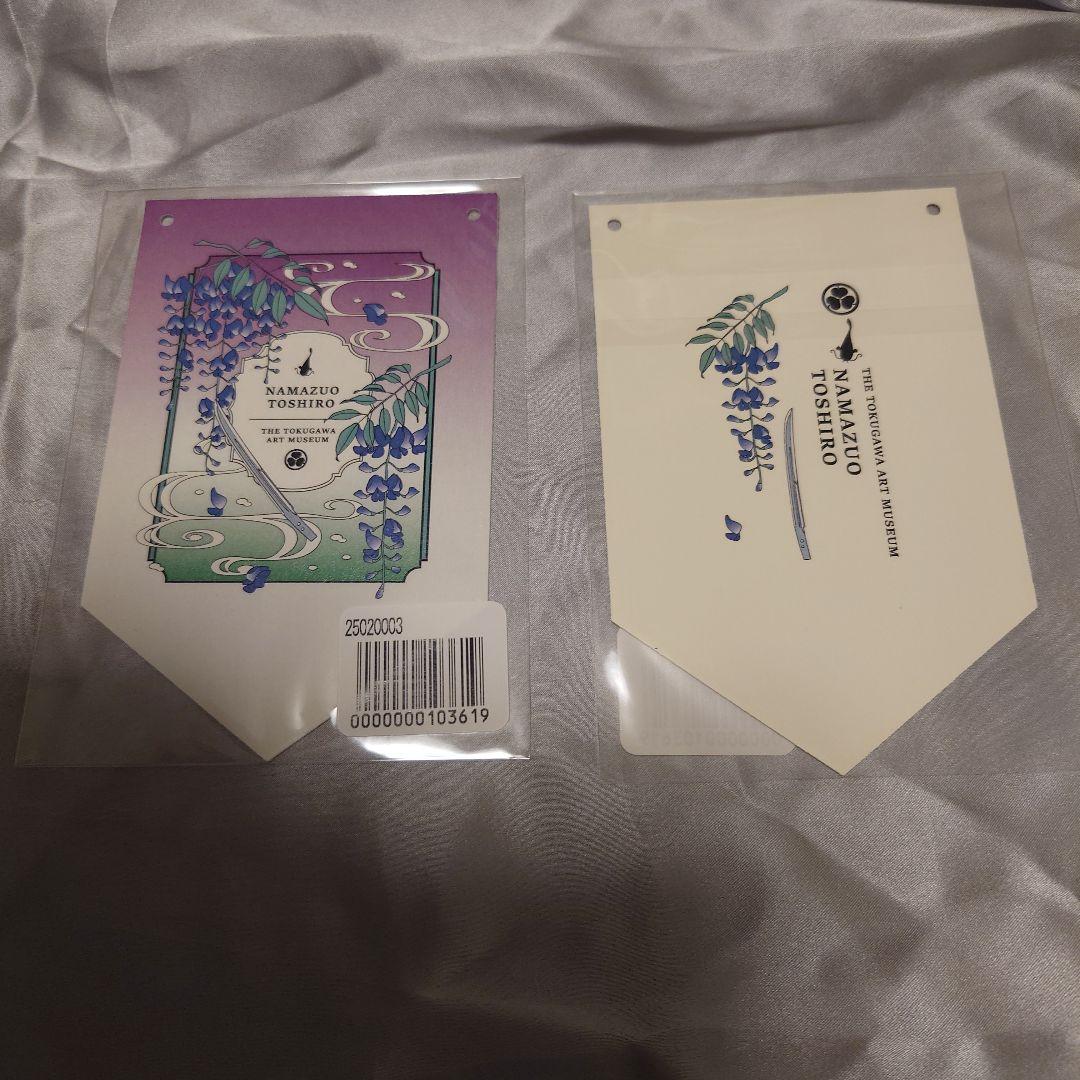 NAMAZUO
TOSHIRO
THE TOKUGAWA
ART MUSEUM
25020003
0000000103619
THE TOKUGAWA ART MUSEUM
NAMAZUO
TOSHIRO